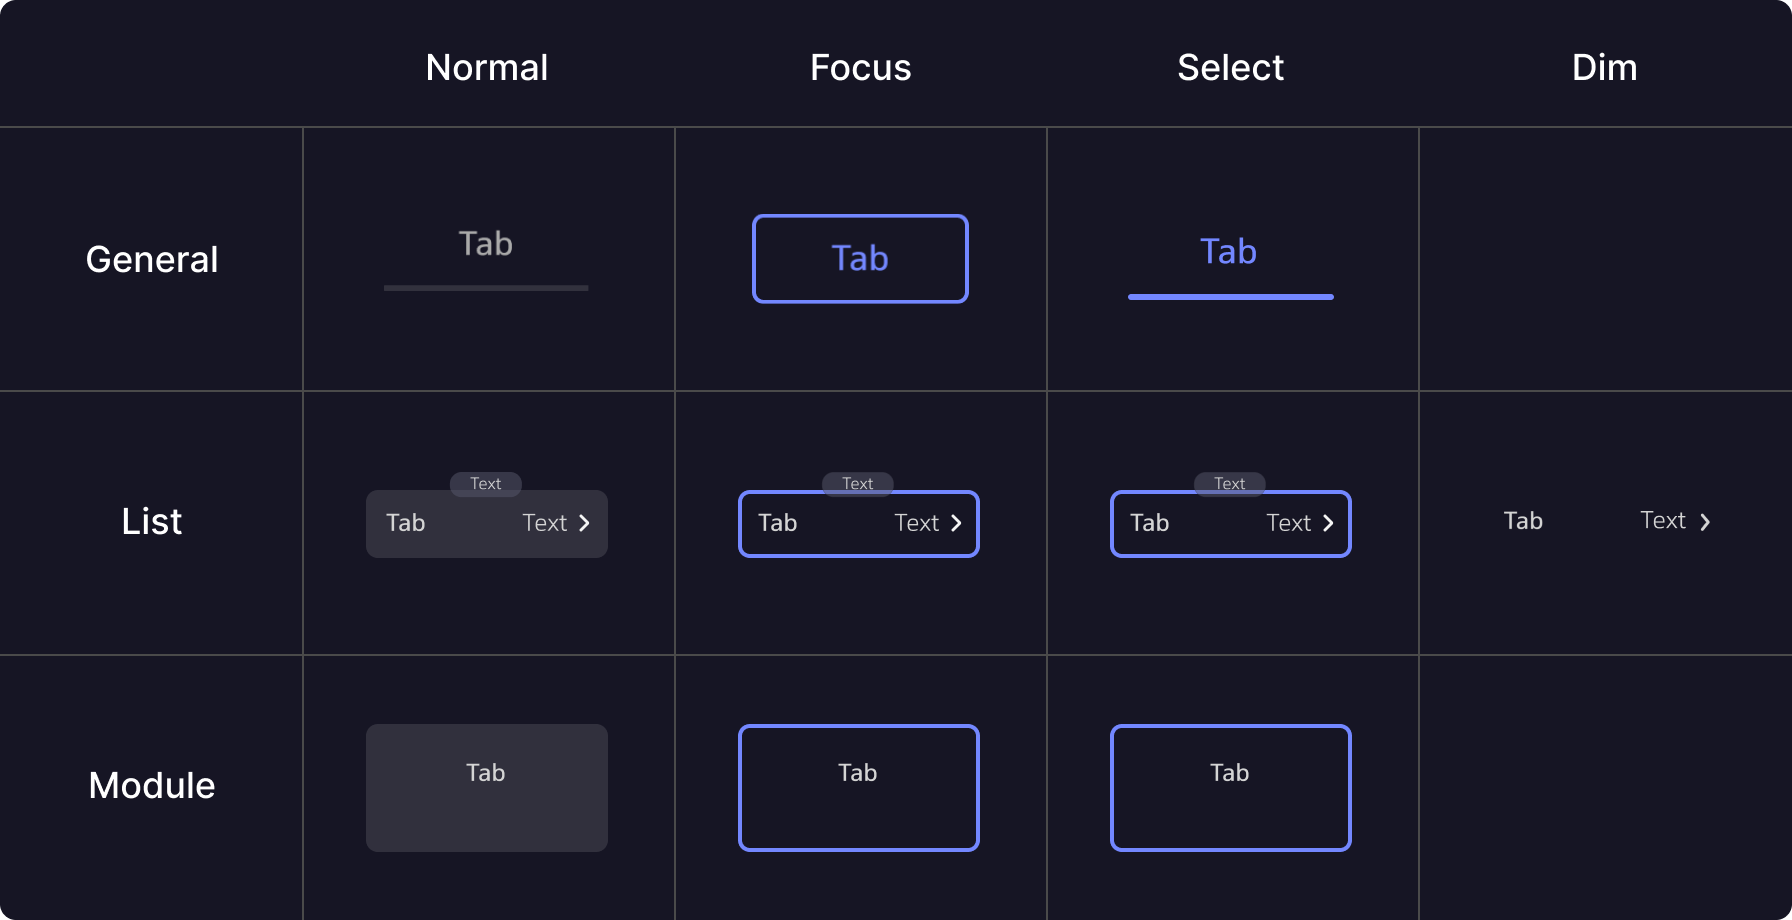 Normal Focus Select Dim
General Tab Tab Tab
Text Text Text
List Tab Text Tab Text Tab Text Tab Text
Module Tab Tab Tab